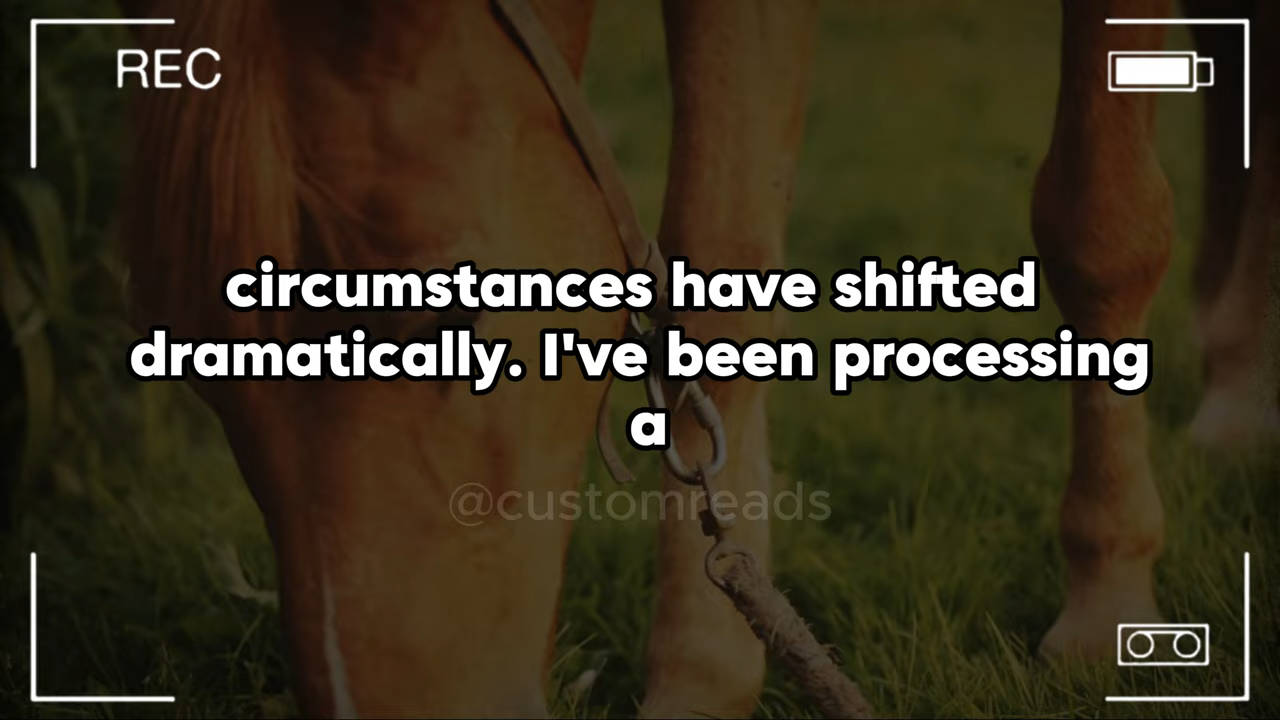 REC
circumstances have shifted
dramatically. I've been processing
a
@customreads